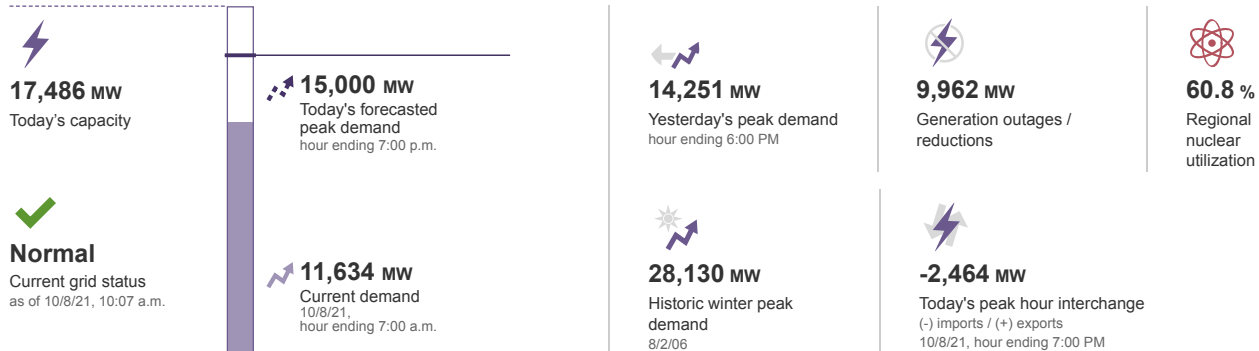 17,486 MW
Today's capacity
15,000 MW
Today's forecasted
peak demand
hour ending 7:00 p.m.
14,251 MW
Yesterday's peak demand
hour ending 6:00 PM
9,962 MW
Generation outages /
reductions
60.8 %
Regional
nuclear
utilization
Normal
Current grid status
as of 10/8/21, 10:07 a.m.
11,634 MW
Current demand
10/8/21,
hour ending 7:00 a.m.
28,130 MW
Historic winter peak
demand
8/2/06
-2,464 MW
Today's peak hour interchange
(-) imports / (+) exports
10/8/21, hour ending 7:00 PM